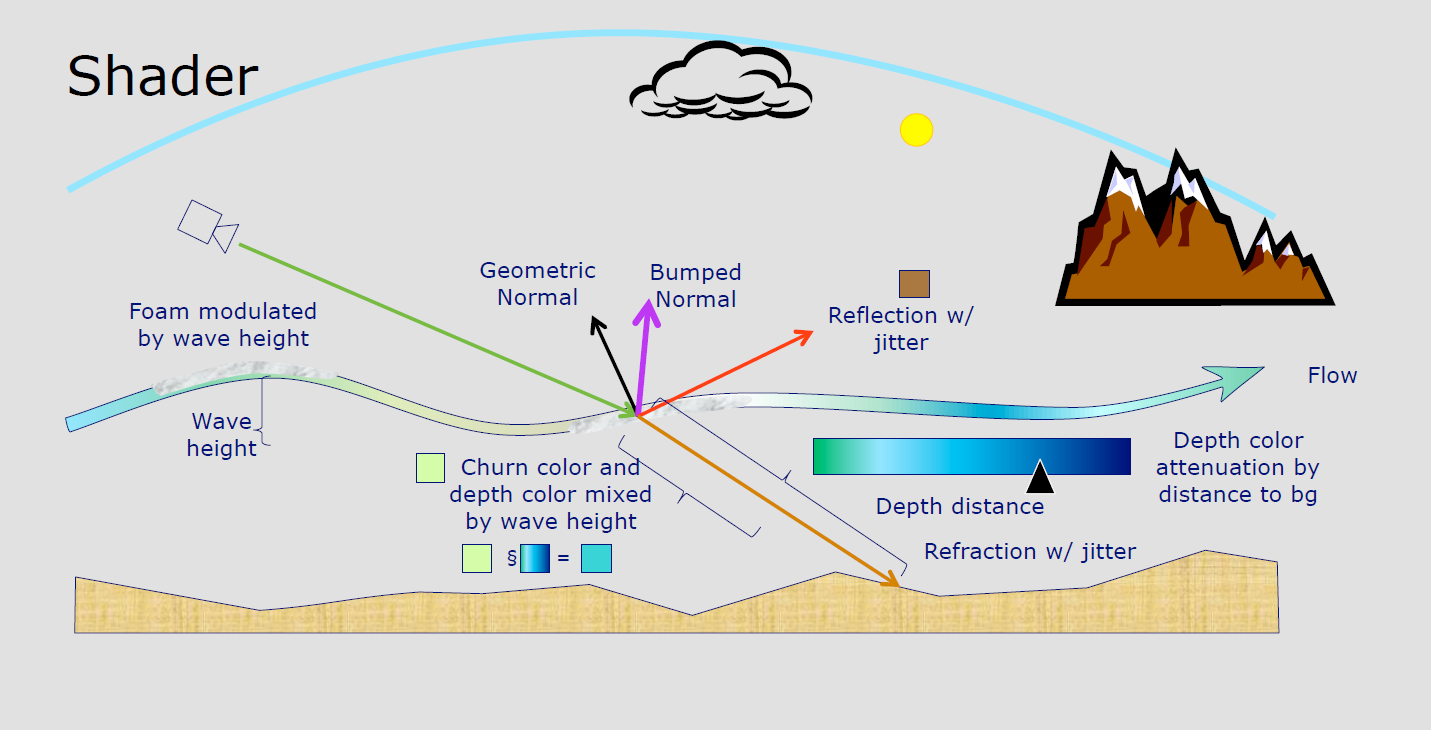 Shader
Geometric
Normal
Bumped
Normal
Foam modulated
by wave height
Reflection w/
jitter
Flow
Wave
height
Churn color and
depth color mixed
by wave height
§ =
Depth color
attenuation by
distance to bg
Depth distance
Refraction w/ jitter